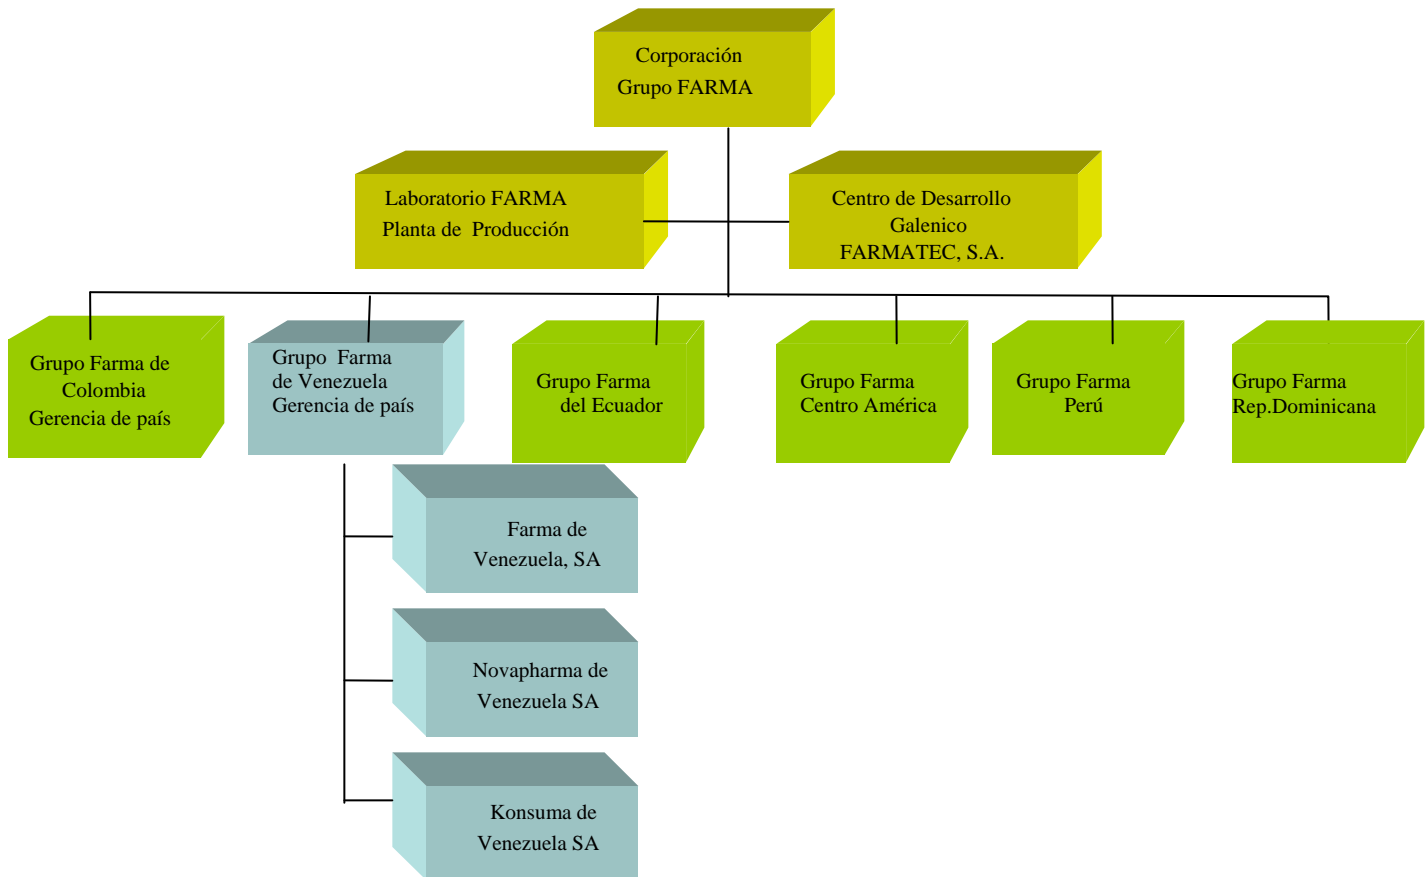 Corporación
Grupo FARMA
Laboratorio FARMA
Planta de Producción
Centro de Desarrollo
Galenico
FARMATEC, S.A.
Grupo Farma de
Colombia
Gerencia de país
Grupo Farma
de Venezuela
Gerencia de país
Grupo Farma
del Ecuador
Grupo Farma
Centro América
Grupo Farma
Perú
Grupo Farma
Rep.Dominicana
Farma de
Venezuela, SA
Novapharma de
Venezuela SA
Konsuma de
Venezuela SA